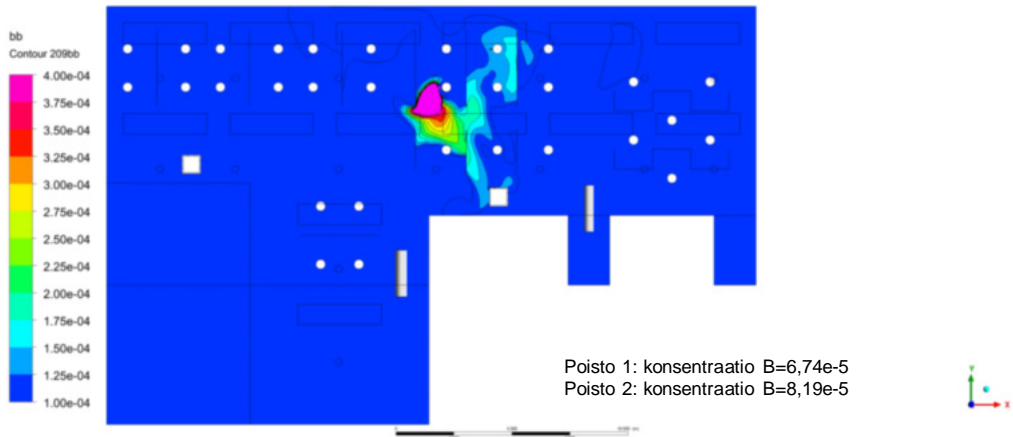 bb
Contour 209bb
4.00e-04
3.75e-04
3.50e-04
3.25e-04
3.00e-04
2.75e-04
2.50e-04
2.25e-04
2.00e-04
1.75e-04
1.50e-04
1.25e-04
1.00e-04
Poisto 1: konsentraatio B=6,74e-5
Poisto 2: konsentraatio B=8,19e-5
Y
X